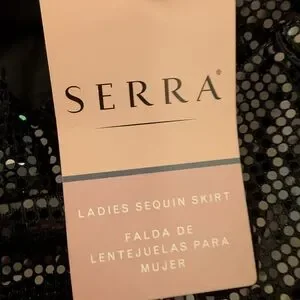 SERRA®
LADIES SEQUIN SKIRT
FALDA DE
LENTEJUELAS PARA
MUJER